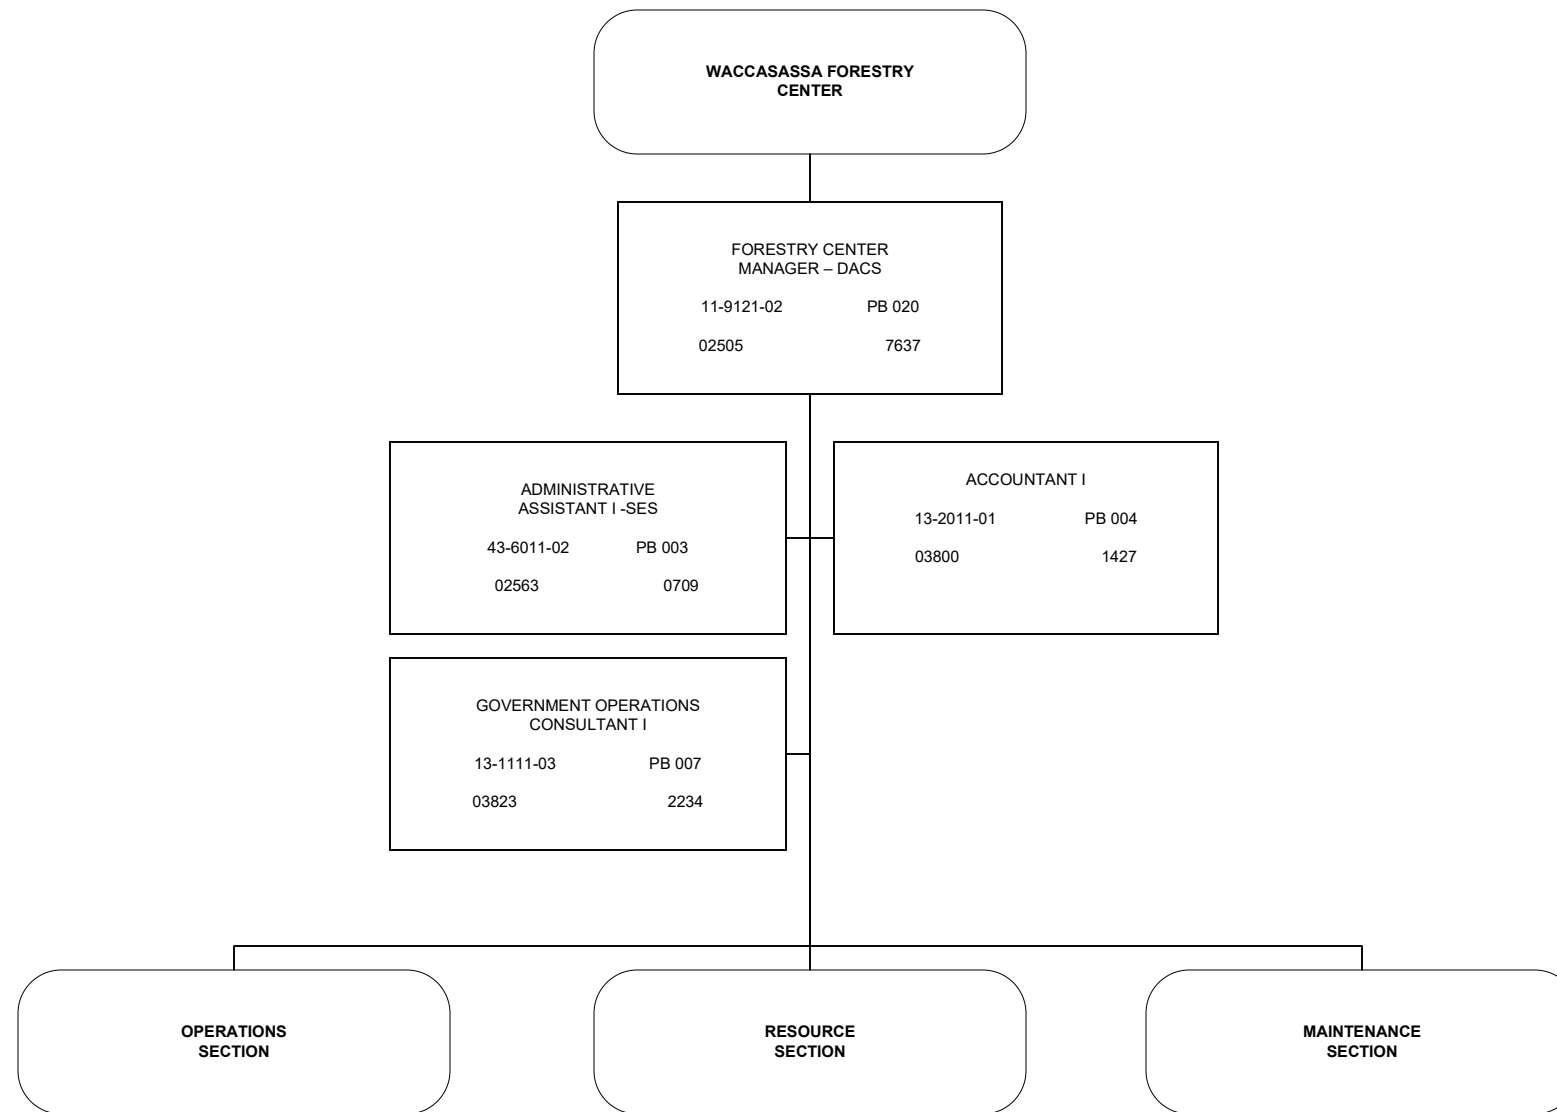 WACCASASSA FORESTRY
CENTER
FORESTRY CENTER
MANAGER – DACS
11-9121-02 PB 020
02505 7637
ADMINISTRATIVE
ASSISTANT I -SES
43-6011-02 PB 003
02563 0709
ACCOUNTANT I
13-2011-01 PB 004
03800 1427
GOVERNMENT OPERATIONS
CONSULTANT I
13-1111-03 PB 007
03823 2234
OPERATIONS
SECTION
RESOURCE
SECTION
MAINTENANCE
SECTION